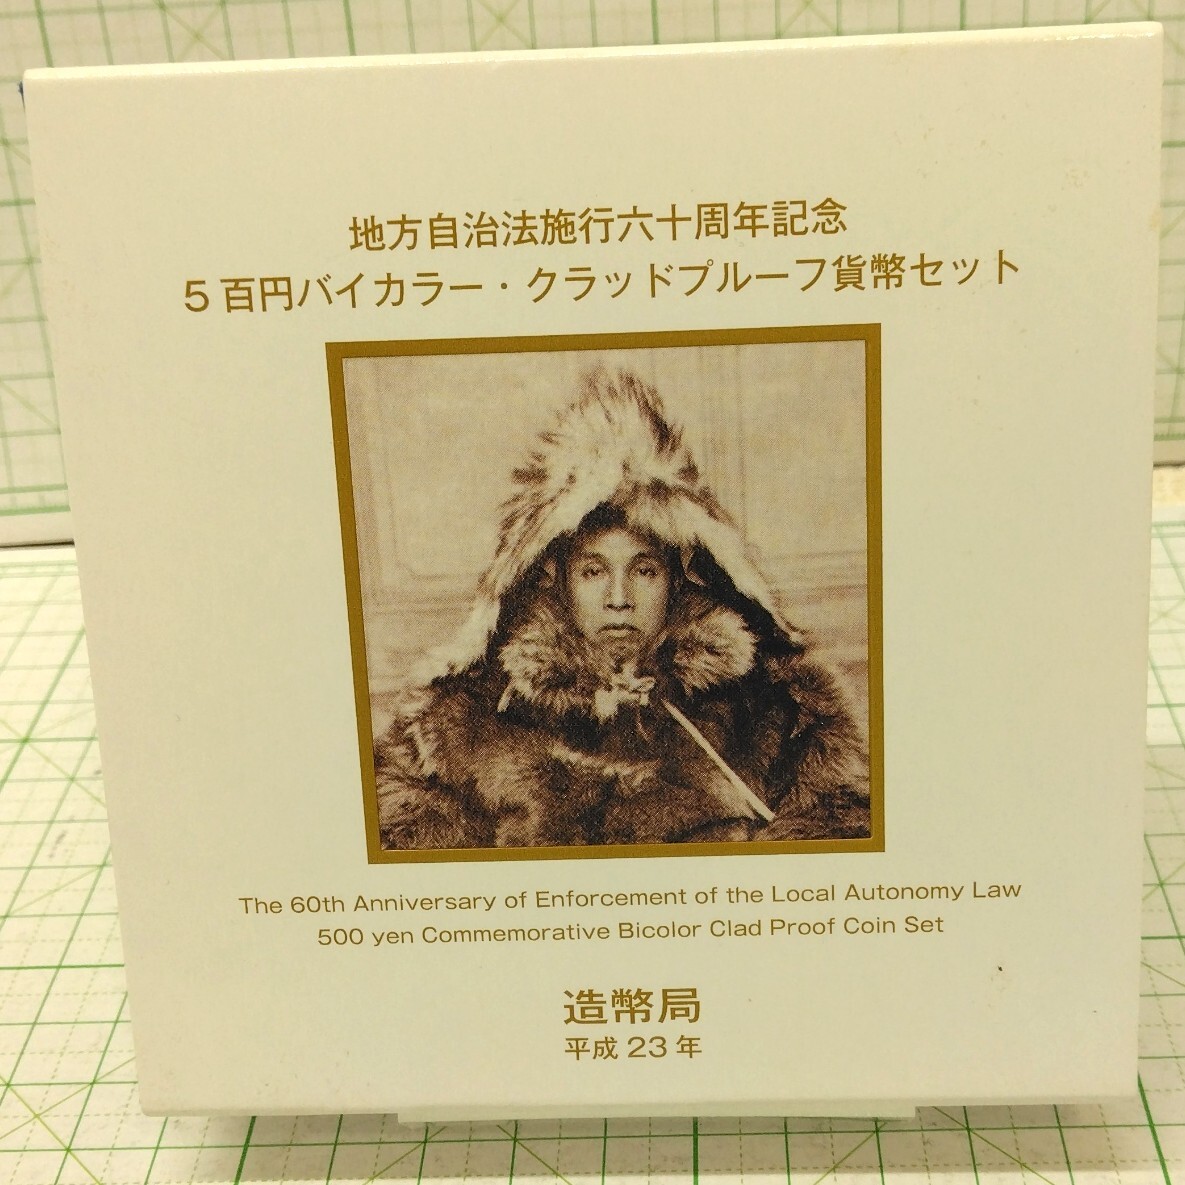 地方自治法施行六十周年記念
5百円バイカラー・クラッドプルーフ貨幣セット
The 60th Anniversary of Enforcement of the Local Autonomy Law
500 yen Commemorative Bicolor Clad Proof Coin Set
造幣局
平成23年